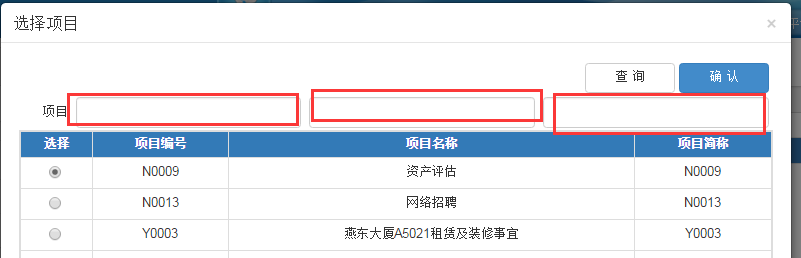 选择项目 ×
查 询 确 认
项目
选择 项目编号 项目名称 项目简称
N0009 资产评估 N0009
N0013 网络招聘 N0013
Y0003 燕东大厦A5021租赁及装修事宜 Y0003